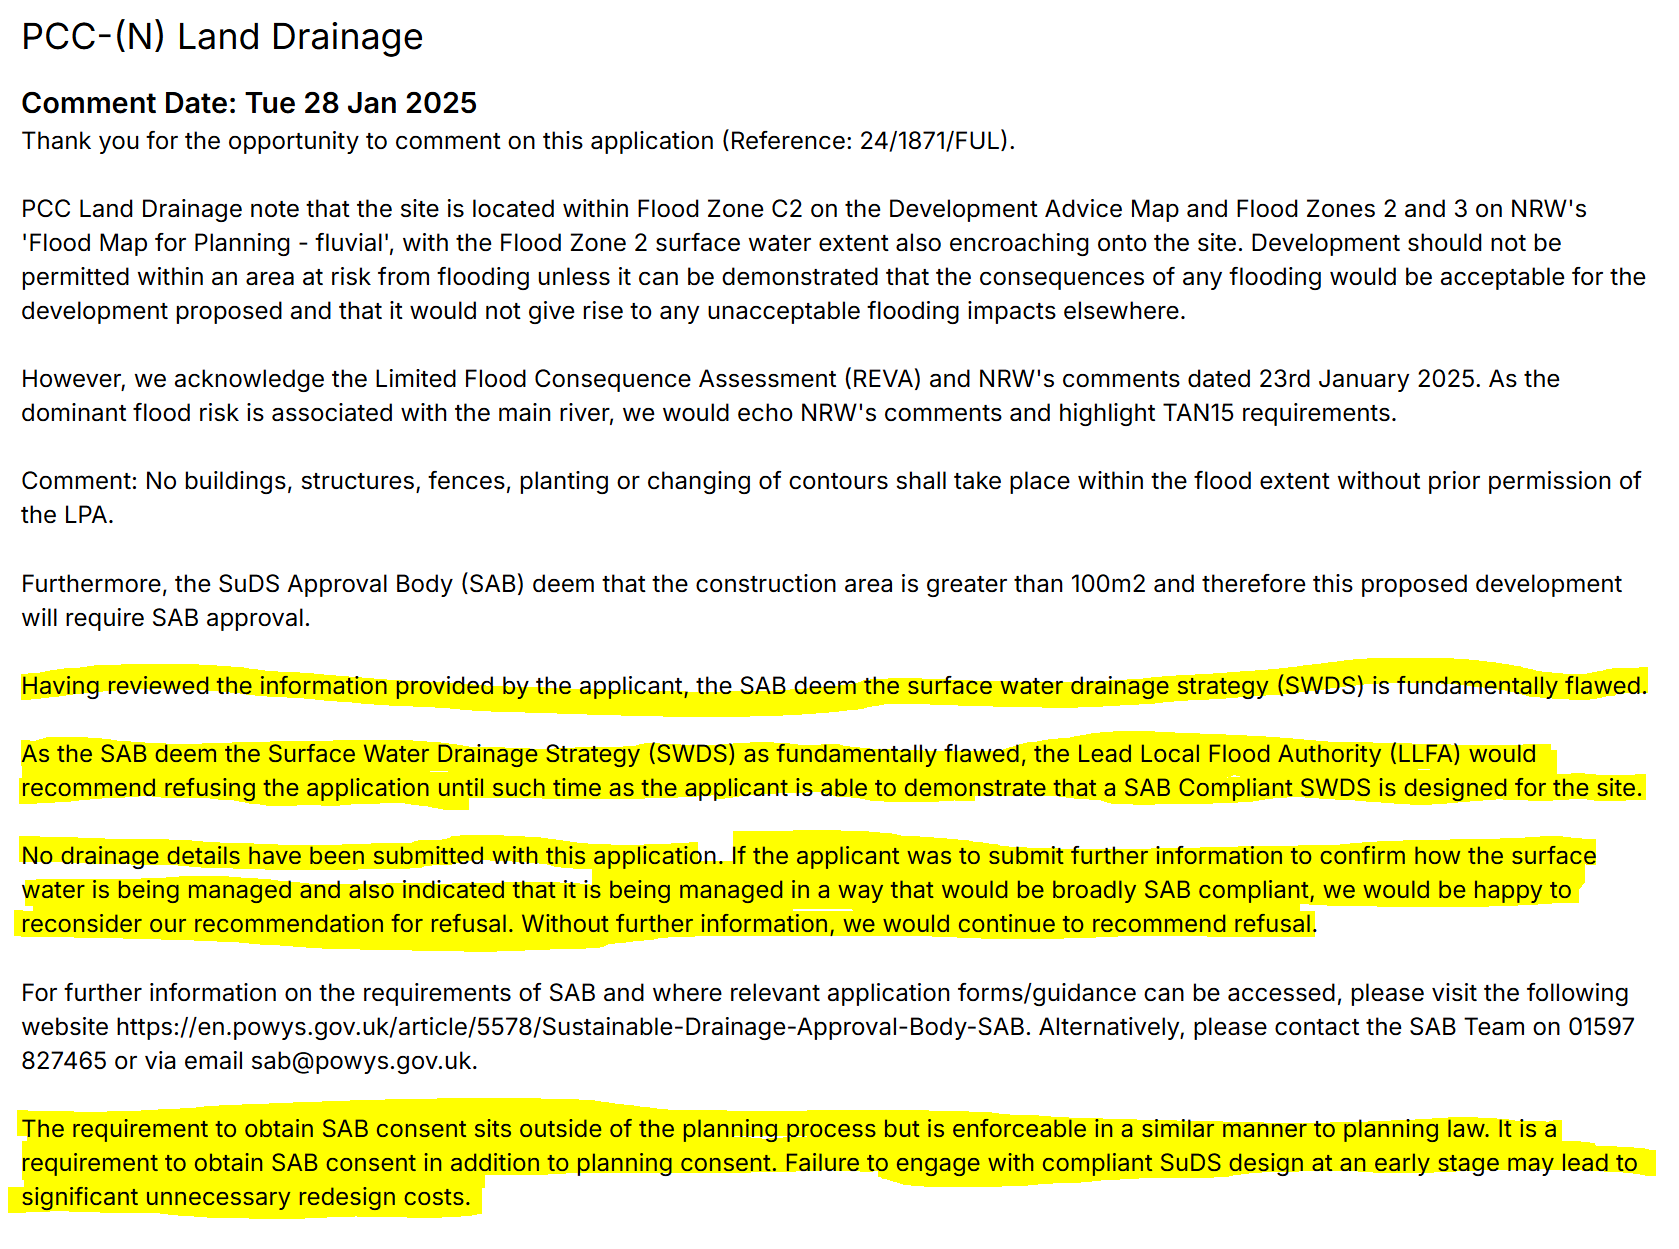 PCC-(N) Land Drainage
Comment Date: Tue 28 Jan 2025
Thank you for the opportunity to comment on this application (Reference: 24/1871/FUL).
PCC Land Drainage note that the site is located within Flood Zone C2 on the Development Advice Map and Flood Zones 2 and 3 on NRW's
'Flood Map for Planning - fluvial', with the Flood Zone 2 surface water extent also encroaching onto the site. Development should not be
permitted within an area at risk from flooding unless it can be demonstrated that the consequences of any flooding would be acceptable for the
development proposed and that it would not give rise to any unacceptable flooding impacts elsewhere.
However, we acknowledge the Limited Flood Consequence Assessment (REVA) and NRW's comments dated 23rd January 2025. As the
dominant flood risk is associated with the main river, we would echo NRW's comments and highlight TAN15 requirements.
Comment: No buildings, structures, fences, planting or changing of contours shall take place within the flood extent without prior permission of
the LPA.
Furthermore, the SuDS Approval Body (SAB) deem that the construction area is greater than 100m2 and therefore this proposed development
will require SAB approval.
Having reviewed the information provided by the applicant, the SAB deem the surface water drainage strategy (SWDS) is fundamentally flawed.
As the SAB deem the Surface Water Drainage Strategy (SWDS) as fundamentally flawed, the Lead Local Flood Authority (LLFA) would
recommend refusing the application until such time as the applicant is able to demonstrate that a SAB Compliant SWDS is designed for the site.
No drainage details have been submitted with this application. If the applicant was to submit further information to confirm how the surface
water is being managed and also indicated that it is being managed in a way that would be broadly SAB compliant, we would be happy to
reconsider our recommendation for refusal. Without further information, we would continue to recommend refusal.
For further information on the requirements of SAB and where relevant application forms/guidance can be accessed, please visit the following
website https://en.powys.gov.uk/article/5578/Sustainable-Drainage-Approval-Body-SAB. Alternatively, please contact the SAB Team on 01597
827465 or via email sab@powys.gov.uk.
The requirement to obtain SAB consent sits outside of the planning process but is enforceable in a similar manner to planning law. It is a
requirement to obtain SAB consent in addition to planning consent. Failure to engage with compliant SuDS design at an early stage may lead to
significant unnecessary redesign costs.